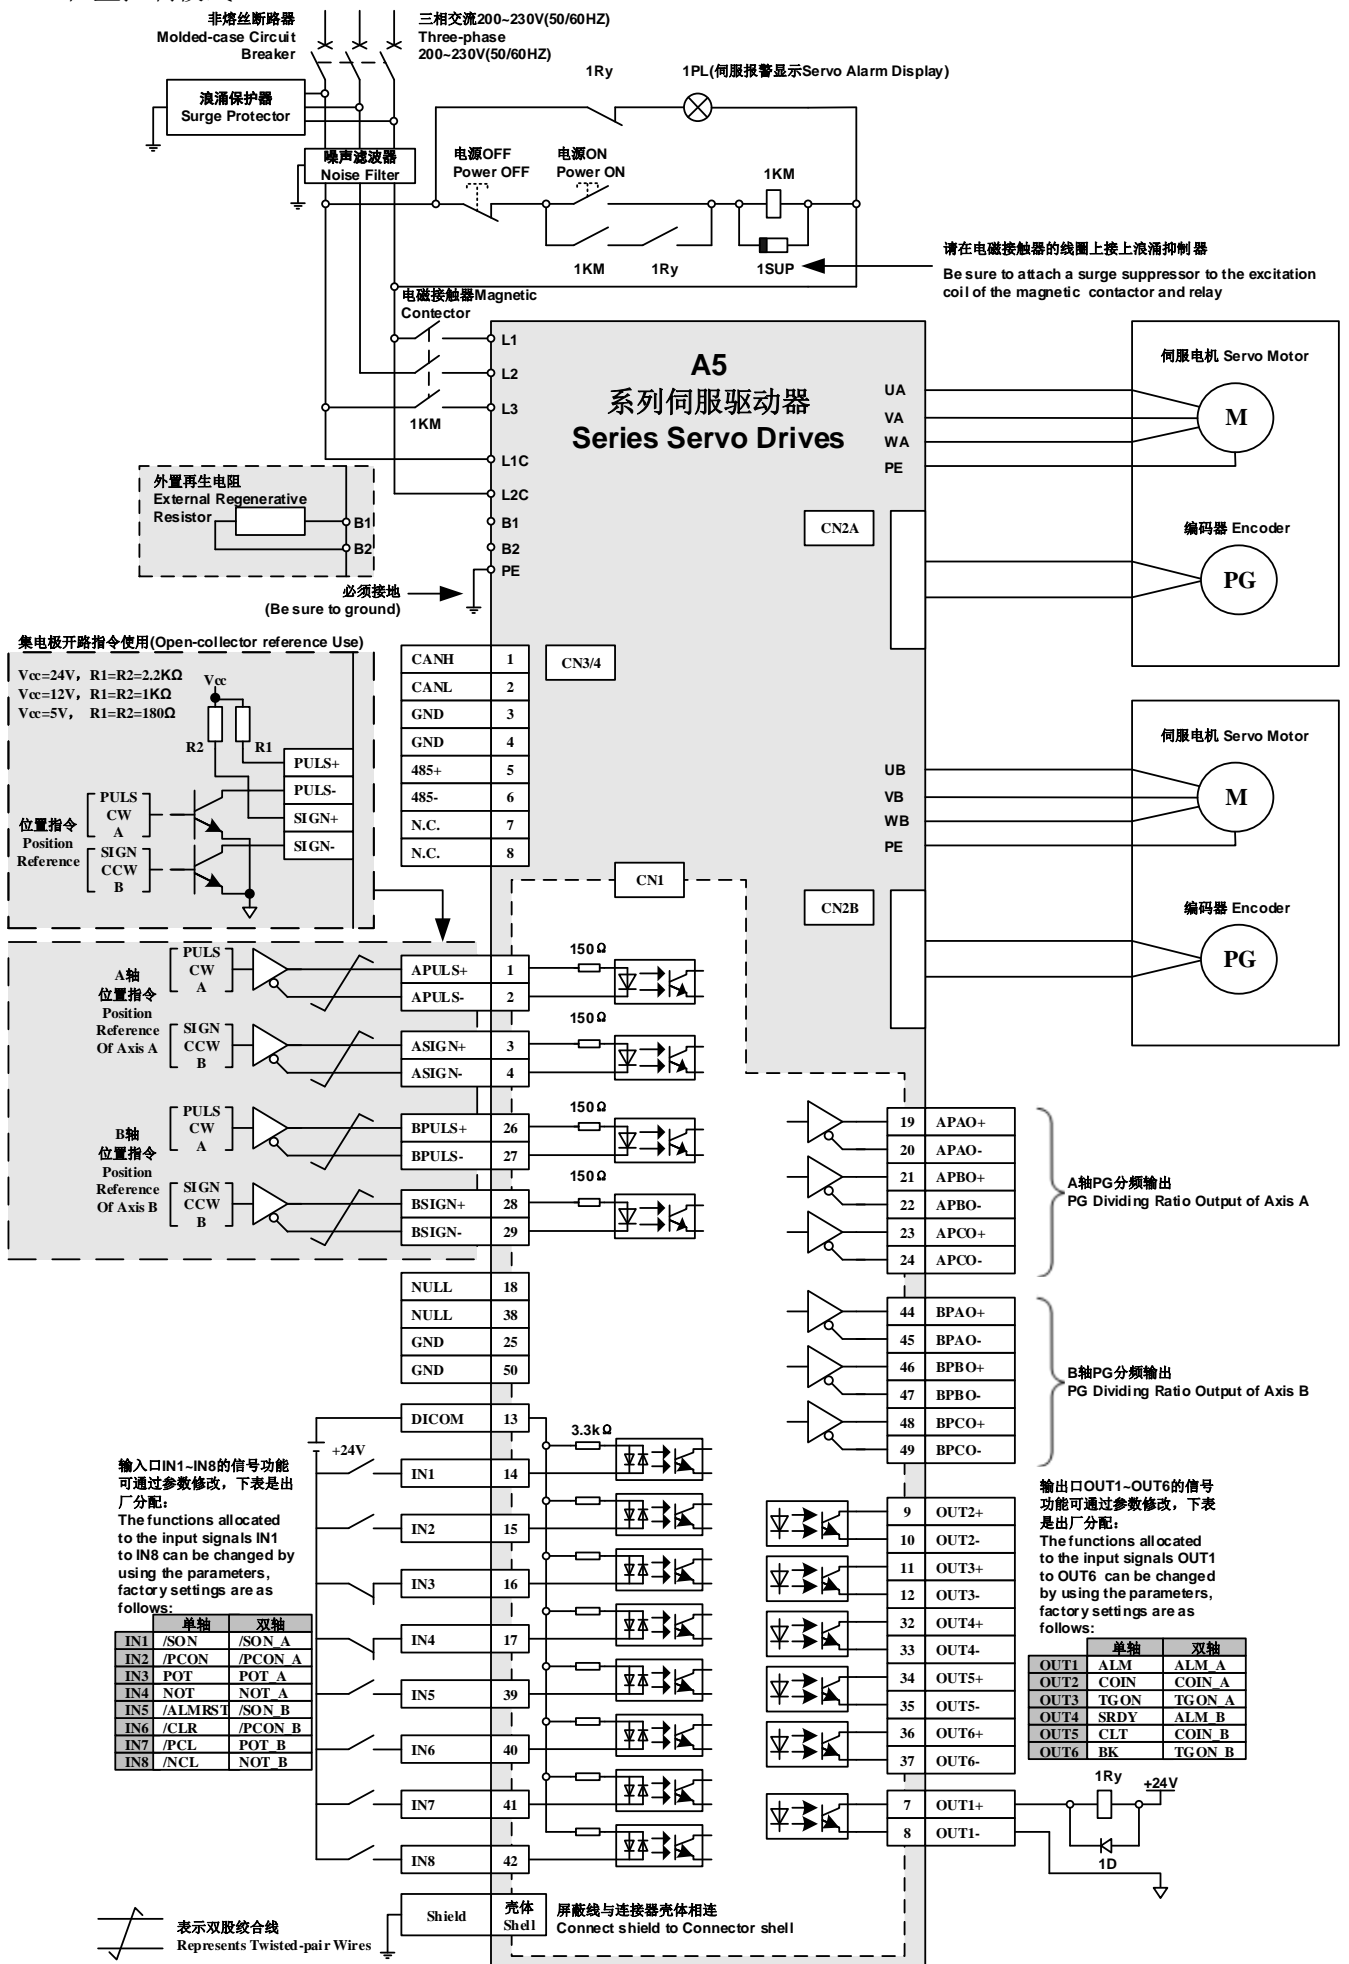 非熔丝断路器
Molded-case Circuit
Breaker
三相交流200~230V(50/60HZ)
Three-phase
200~230V(50/60HZ)
1Ry
1PL(伺服报警显示Servo Alarm Display)
浪涌保护器
Surge Protector
噪声滤波器
Noise Filter
电源OFF
Power OFF
电源ON
Power ON
1KM
1KM
1Ry
1SUP
请在电磁接触器的线圈上接上浪涌抑制器
Be sure to attach a surge suppressor to the excitation
coil of the magnetic contactor and relay
电磁接触器Magnetic
Contector
1KM
L1
L2
L3
L1C
L2C
B1
B2
PE
A5
系列伺服驱动器
Series Servo Drives
UA
VA
WA
PE
伺服电机 Servo Motor
M
CN2A
编码器 Encoder
PG
外置再生电阻
External Regenerative
Resistor
B1
B2
必须接地
(Be sure to ground)
集电极开路指令使用(Open-collector reference Use)
Vcc=24V，R1=R2=2.2KΩ
Vcc=12V，R1=R2=1KΩ
Vcc=5V， R1=R2=180Ω
Vcc
R2
R1
PULS+
PULS-
SIGN+
SIGN-
位置指令
Position
Reference
PULS
CW
A
SIGN
CCW
B
CANH 1
CANL 2
GND 3
GND 4
485+ 5
485- 6
N.C. 7
N.C. 8
CN3/4
CN1
UB
VB
WB
PE
伺服电机 Servo Motor
M
CN2B
编码器 Encoder
PG
A轴
位置指令
Position
Reference
Of Axis A
PULS
CW
A
SIGN
CCW
B
APULS+ 1
APULS- 2
ASIGN+ 3
ASIGN- 4
150Ω
150Ω
B轴
位置指令
Position
Reference
Of Axis B
PULS
CW
A
SIGN
CCW
B
BPULS+ 26
BPULS- 27
BSIGN+ 28
BSIGN- 29
150Ω
150Ω
19 APAO+
20 APAO-
21 APBO+
22 APBO-
23 APCO+
24 APCO-
A轴PG分频输出
PG Dividing Ratio Output of Axis A
NULL 18
NULL 38
GND 25
GND 50
44 BPAO+
45 BPAO-
46 BPBO+
47 BPBO-
48 BPCO+
49 BPCO-
B轴PG分频输出
PG Dividing Ratio Output of Axis B
DICOM 13
+24V
3.3kΩ
IN1 14
IN2 15
IN3 16
IN4 17
IN5 39
IN6 40
IN7 41
IN8 42
输入口IN1~IN8的信号功能
可通过参数修改，下表是出
厂分配：
The functions allocated
to the input signals IN1
to IN8 can be changed by
using the parameters,
factory settings are as
follows:
单轴 双轴
IN1 /SON /SON_A
IN2 /PCON /PCON_A
IN3 POT POT_A
IN4 NOT NOT_A
IN5 /ALMRST /SON_B
IN6 /CLR /PCON_B
IN7 /PCL POT_B
IN8 /NCL NOT_B
9 OUT2+
10 OUT2-
11 OUT3+
12 OUT3-
32 OUT4+
33 OUT4-
34 OUT5+
35 OUT5-
36 OUT6+
37 OUT6-
7 OUT1+
8 OUT1-
输出口OUT1~OUT6的信号
功能可通过参数修改，下表
是出厂分配：
The functions allocated
to the input signals OUT1
to OUT6 can be changed
by using the parameters,
factory settings are as
follows:
单轴 双轴
OUT1 ALM ALM_A
OUT2 COIN COIN_A
OUT3 TGON TGON_A
OUT4 SRDY ALM_B
OUT5 CLT COIN_B
OUT6 BK TGON_B
1Ry
+24V
1D
Shield
壳体
Shell
屏蔽线与连接器壳体相连
Connect shield to Connector shell
表示双股绞合线
Represents Twisted-pair Wires